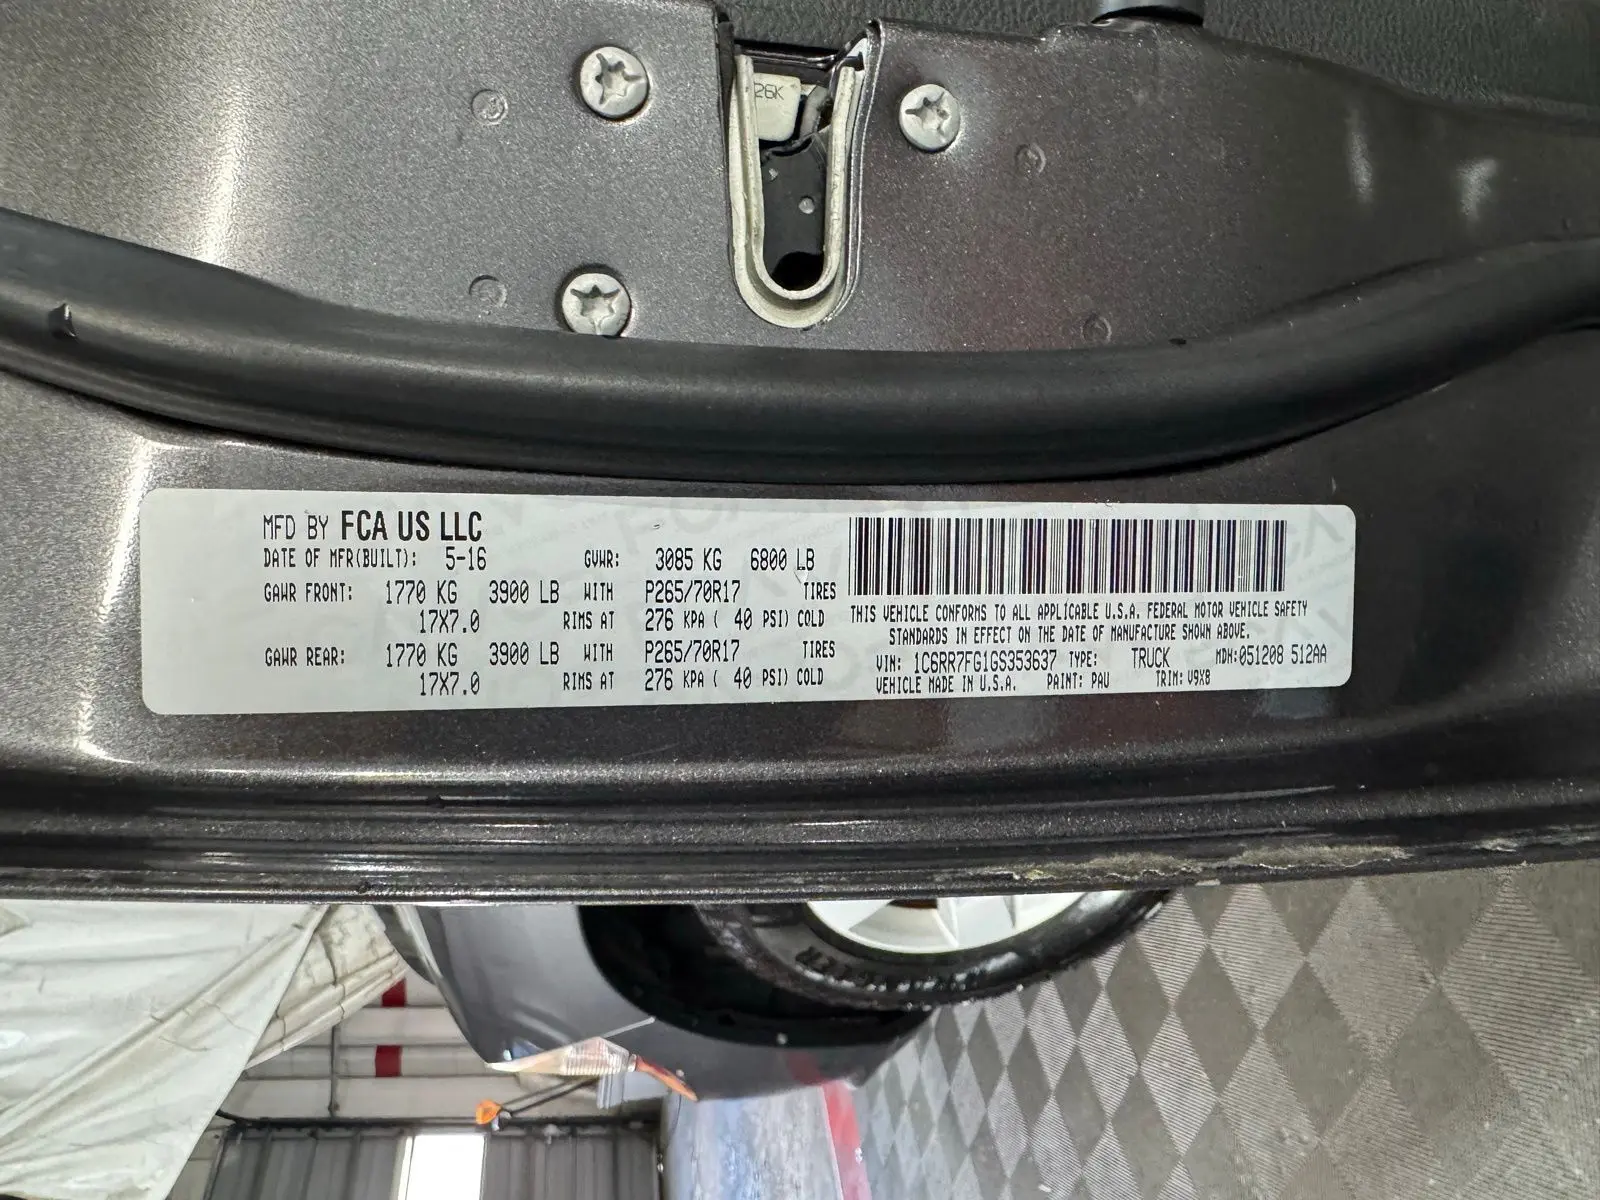 26K
MFD BY FCA US LLC
DATE OF MFR(BUILT): 5-16 GVWR: 3085 KG 6800 LB
GAWR FRONT: 1770 KG 3900 LB WITH P265/70R17 TIRES
17X7.0 RIMS AT 276 KPA ( 40 PSI) COLD
GAWR REAR: 1770 KG 3900 LB WITH P265/70R17 TIRES
17X7.0 RIMS AT 276 KPA ( 40 PSI) COLD
THIS VEHICLE CONFORMS TO ALL APPLICABLE U.S.A. FEDERAL MOTOR VEHICLE SAFETY
STANDARDS IN EFFECT ON THE DATE OF MANUFACTURE SHOWN ABOVE.
VIN: 1C6RR7FG1GS353637 TYPE: TRUCK MDH:051208 512AA
VEHICLE MADE IN U.S.A. PAINT: PAU TRIM: V9X8